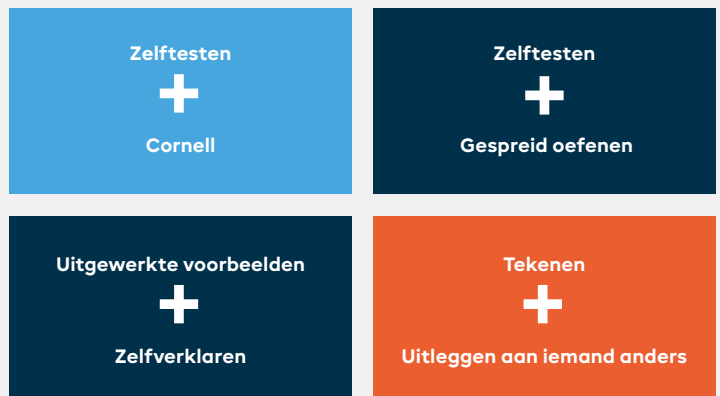 Zelftesten
+
Cornell
Zelftesten
+
Gespreid oefenen
Uitgewerkte voorbeelden
+
Zelfverklaren
Tekenen
+
Uitleggen aan iemand anders